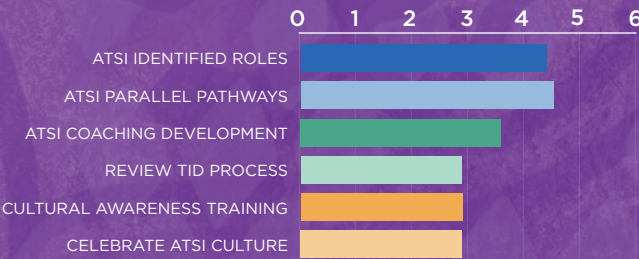 0 1 2 3 4 5 6
ATSI IDENTIFIED ROLES
ATSI PARALLEL PATHWAYS
ATSI COACHING DEVELOPMENT
REVIEW TID PROCESS
CULTURAL AWARENESS TRAINING
CELEBRATE ATSI CULTURE